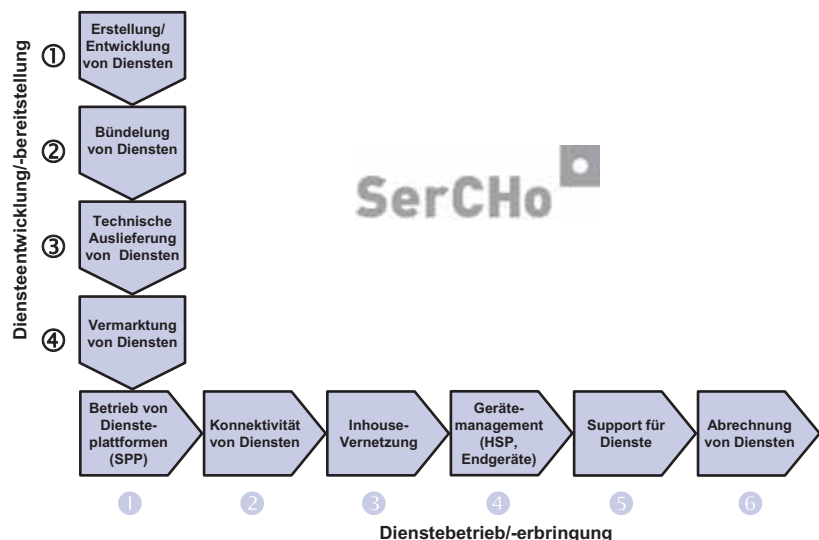 Diensteentwicklung/-bereitstellung
①
Erstellung/
Entwicklung
von Diensten
②
Bündelung
von Diensten
SerCHo
③
Technische
Auslieferung
von Diensten
④
Vermarktung
von Diensten
Betrieb von
Dienste-
plattformen
(SPP)
Konnektivität
von Diensten
Inhouse-
Vernetzung
Geräte-
management
(HSP,
Endgeräte)
Support für
Dienste
Abrechnung
von Diensten
1
2
3
4
5
6
Dienstebetrieb/-erbringung